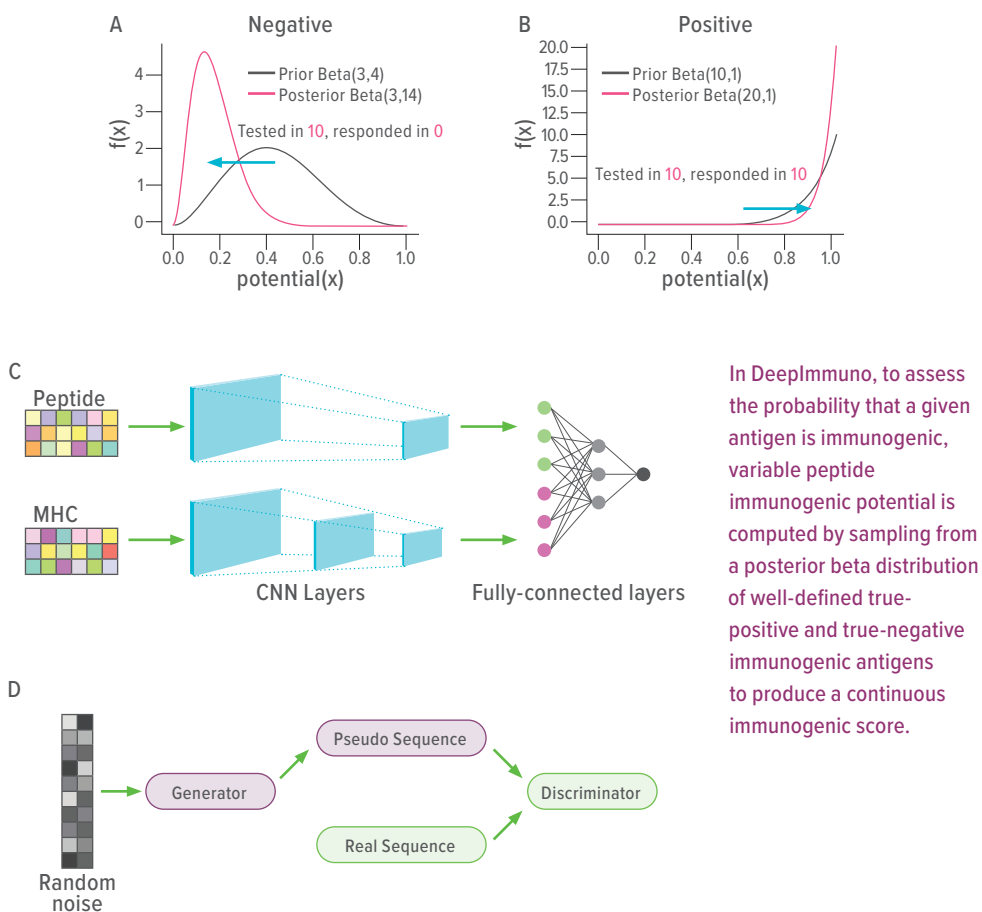 A
Negative
4
3
2
1
0
f(x)
Prior Beta(3,4)
Posterior Beta(3,14)
Tested in 10, responded in 0
0.0 0.2 0.4 0.6 0.8 1.0
potential(x)
B
Positive
20.0
17.5
15.0
12.5
10.0
7.5
5.0
2.5
0.0
f(x)
Prior Beta(10,1)
Posterior Beta(20,1)
Tested in 10, responded in 10
0.0 0.2 0.4 0.6 0.8 1.0
potential(x)
C
Peptide
MHC
CNN Layers
Fully-connected layers
In DeepImmuno, to assess
the probability that a given
antigen is immunogenic,
variable peptide
immunogenic potential is
computed by sampling from
a posterior beta distribution
of well-defined true-
positive and true-negative
immunogenic antigens
to produce a continuous
immunogenic score.
D
Random
noise
Generator
Pseudo Sequence
Real Sequence
Discriminator